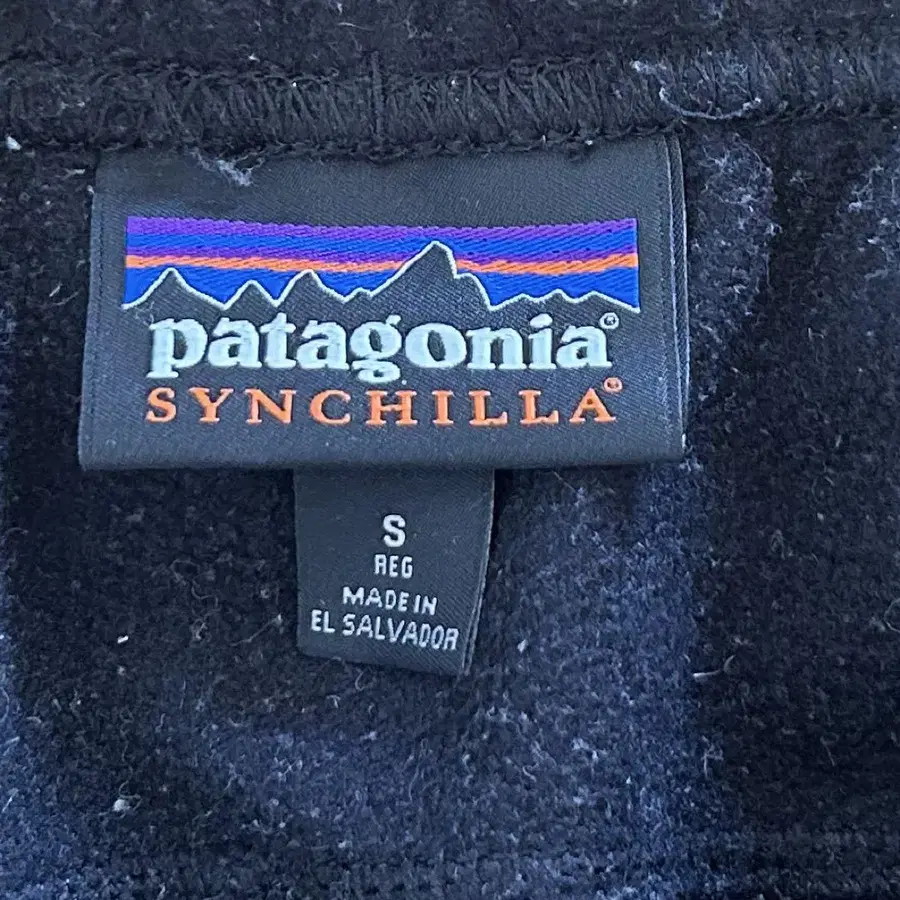 patagonia®
SYNCHILLA®
S
REG
MADE IN
EL SALVADOR